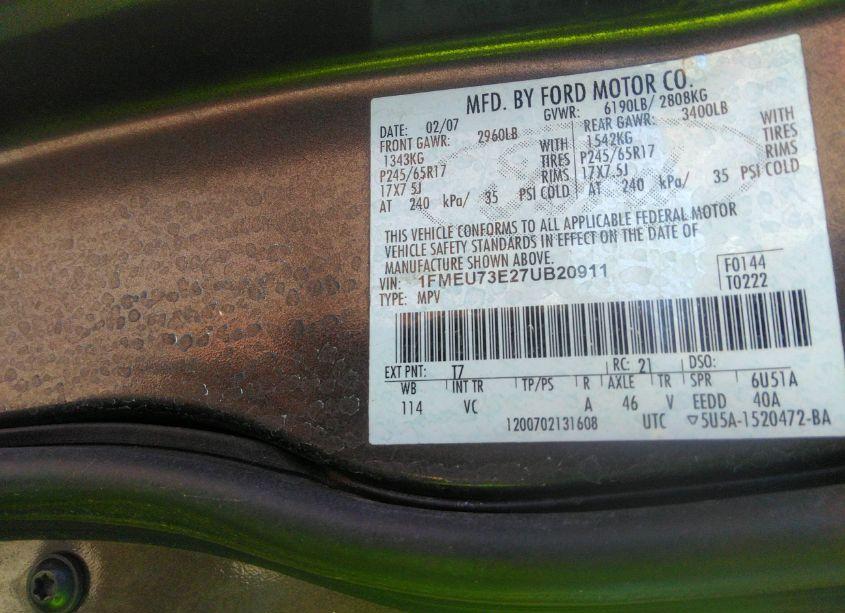 MFD. BY FORD MOTOR CO.
DATE: 02/07 GVWR: 6190LB/ 2808KG
FRONT GAWR: 2960LB REAR GAWR: 3400LB
1343KG WITH 1542KG WITH
P245/65R17 TIRES P245/65R17 TIRES
17X7.5J RIMS 17X7.5J RIMS
AT 240 kPa/ 35 PSI COLD AT 240 kPa/ 35 PSI COLD
THIS VEHICLE CONFORMS TO ALL APPLICABLE FEDERAL MOTOR
VEHICLE SAFETY STANDARDS IN EFFECT ON THE DATE OF
MANUFACTURE SHOWN ABOVE.
VIN: 1FMEU73E27UB20911 F0144
TYPE: MPV T0222
EXT PNT: T7 RC: 21 DSO:
WB INT TR TP/PS R AXLE TR SPR 6U51A
114 VC A 46 V EEDD 40A
1200702131608 UTC ▽5U5A-1520472-BA